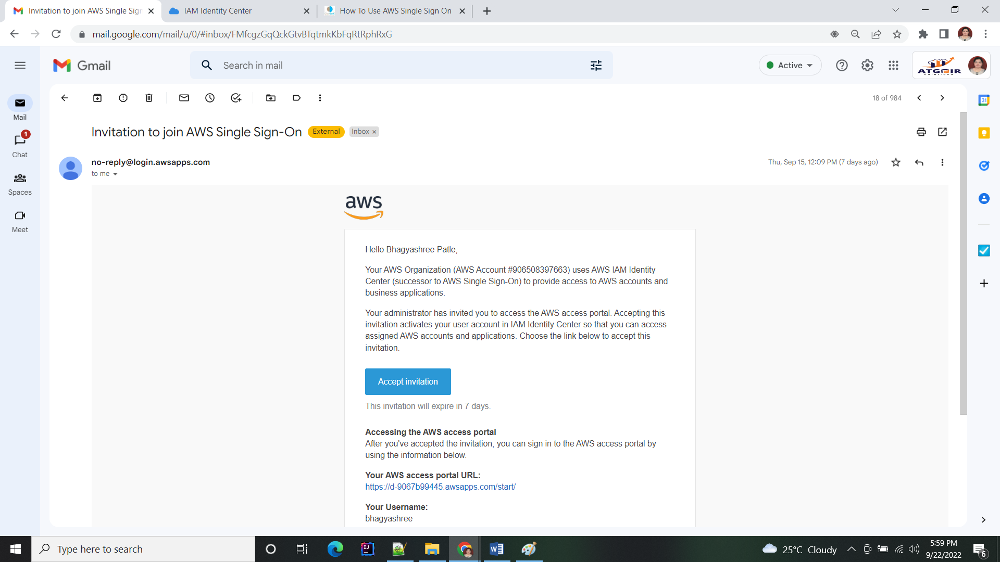 Invitation to join AWS Single Sign
IAM Identity Center
How To Use AWS Single Sign On
mail.google.com/mail/u/0/#inbox/FMfcgzGqQckGtvBTqtmkKbFqRtRphRxG
Gmail
Search in mail
Active
ATGEIR
SOLUTIONS
Mail
1
Chat
Spaces
Meet
18 of 984
31
Invitation to join AWS Single Sign-On
External
Inbox ×
no-reply@login.awsapps.com
to me
Thu, Sep 15, 12:09 PM (7 days ago)
aws
Hello Bhagyashree Patle,
Your AWS Organization (AWS Account #906508397663) uses AWS IAM Identity
Center (successor to AWS Single Sign-On) to provide access to AWS accounts and
business applications.
Your administrator has invited you to access the AWS access portal. Accepting this
invitation activates your user account in IAM Identity Center so that you can access
assigned AWS accounts and applications. Choose the link below to accept this
invitation.
Accept invitation
This invitation will expire in 7 days.
Accessing the AWS access portal
After you've accepted the invitation, you can sign in to the AWS access portal by
using the information below.
Your AWS access portal URL:
https://d-9067b99445.awsapps.com/start/
Your Username:
bhagyashree
Type here to search
25°C Cloudy
5:59 PM
9/22/2022
6